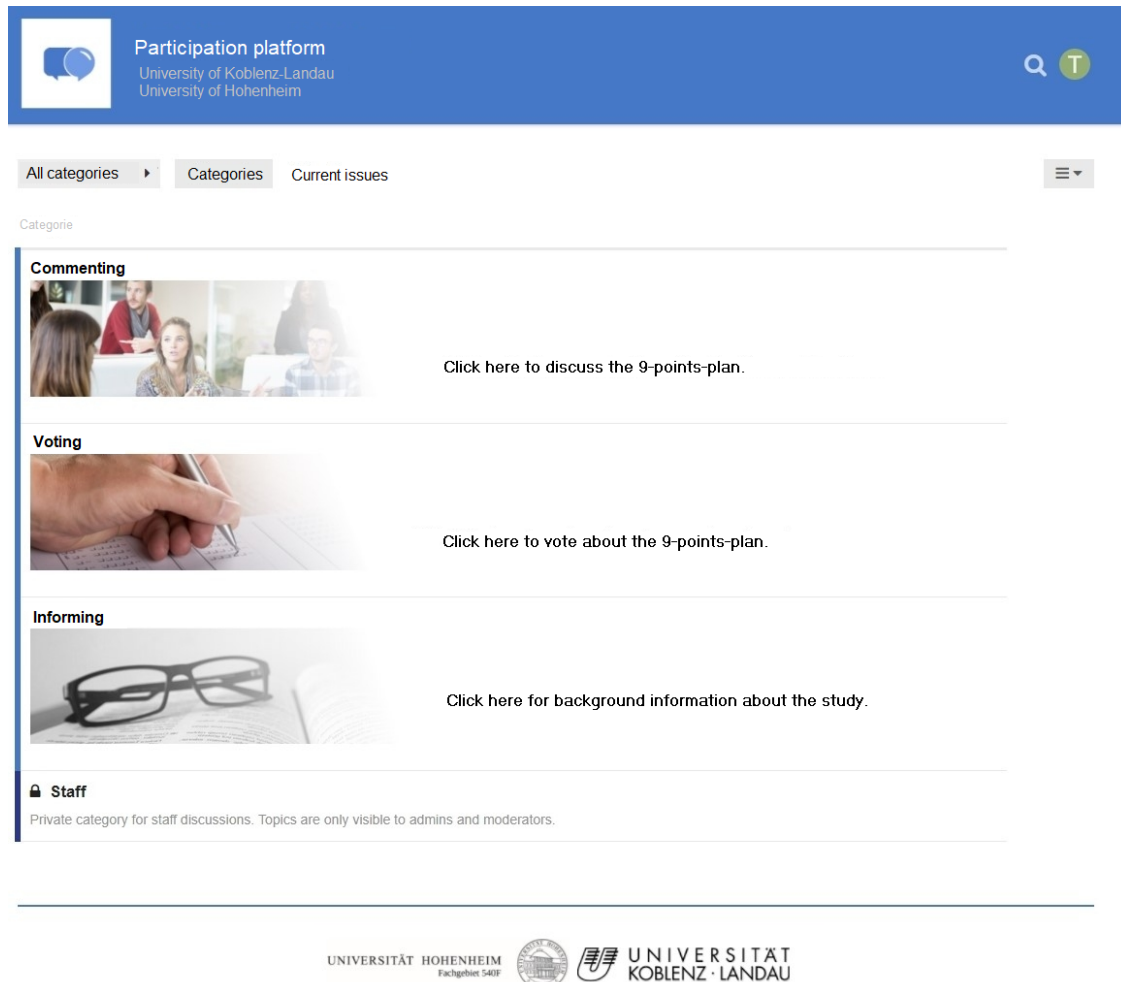 Participation platform
University of Koblenz-Landau
University of Hohenheim
T
All categories
Categories
Current issues
Categorie
Commenting
Click here to discuss the 9-points-plan.
Voting
Click here to vote about the 9-points-plan.
Informing
Click here for background information about the study.
Staff
Private category for staff discussions. Topics are only visible to admins and moderators.
UNIVERSITÄT HOHENHEIM
Fachgebiet 540F
UNIVERSITÄT
KOBLENZ · LANDAU